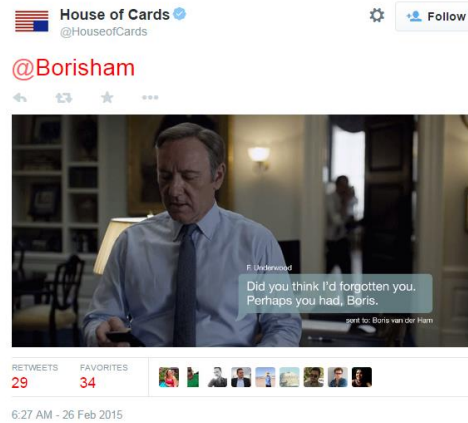 House of Cards
@HouseofCards
Follow
@Borisham
F. Underwood
Did you think I'd forgotten you.
Perhaps you had, Boris.
sent to: Boris van der Ham
RETWEETS FAVORITES
29 34
6:27 AM - 26 Feb 2015